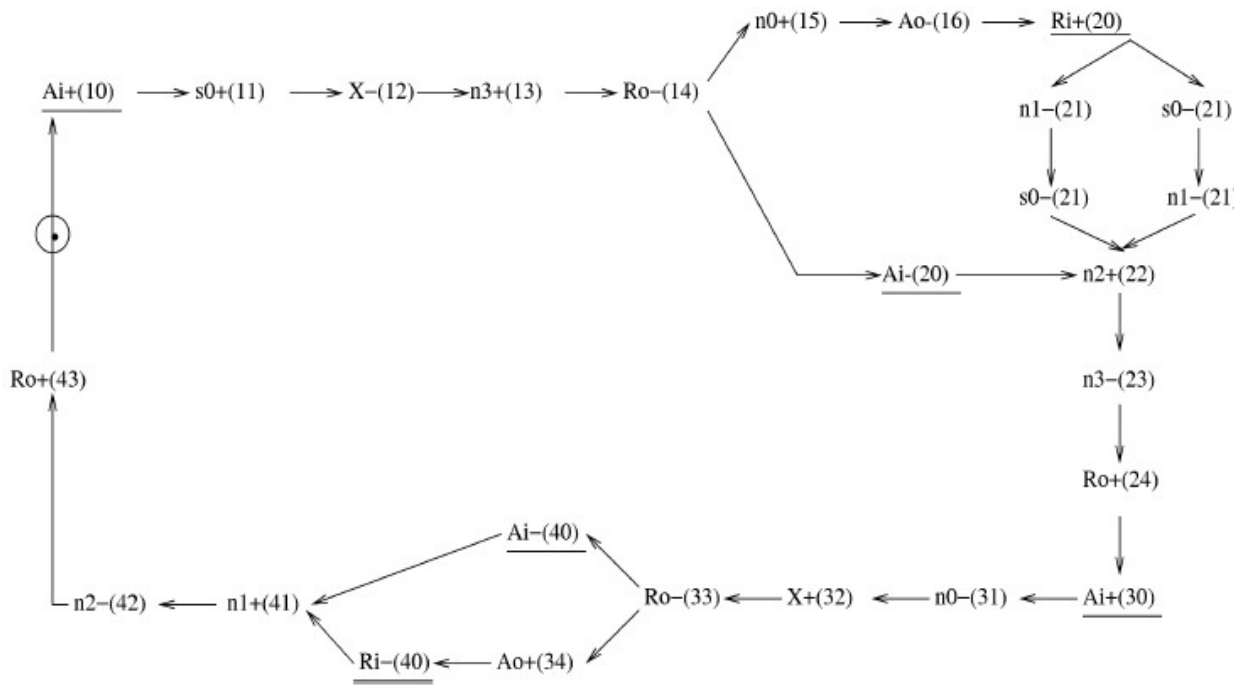 n0+(15) Ao-(16) Ri+(20)
Ai+(10) s0+(11) X−(12) n3+(13) Ro−(14)
n1−(21) s0−(21)
s0−(21) n1−(21)
Ai-(20) n2+(22)
Ro+(43) n3−(23)
Ro+(24)
Ai−(40)
n2−(42) n1+(41) Ro−(33) X+(32) n0−(31) Ai+(30)
Ri−(40) Ao+(34)